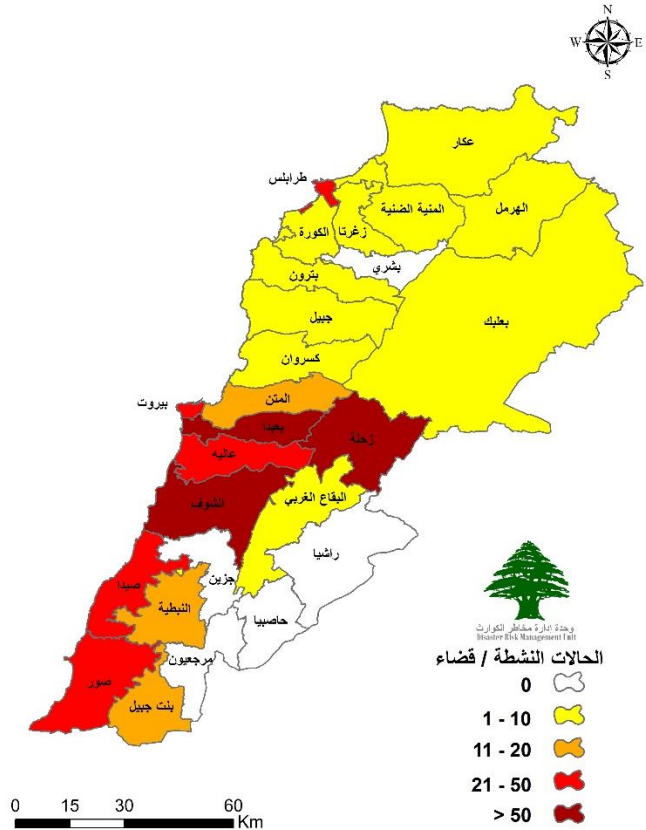 N
W E
S
عكار
طرابلس
المنية الضنية
الهرمل
زغرتا
الكورة
بشري
بترون
جبيل
بعلبك
كسروان
المتن
بيروت
بعبدا
زحلة
عاليه
البقاع الغربي
الشوف
راشيا
جزين
صيدا
النبطية
حاصبيا
مرجعيون
صور
بنت جبيل
وحدة ادارة مخاطر الكوارث
Disaster Risk Management Unit
الحالات النشطة / قضاء
0
1 - 10
11 - 20
21 - 50
> 50
0 15 30 60
Km